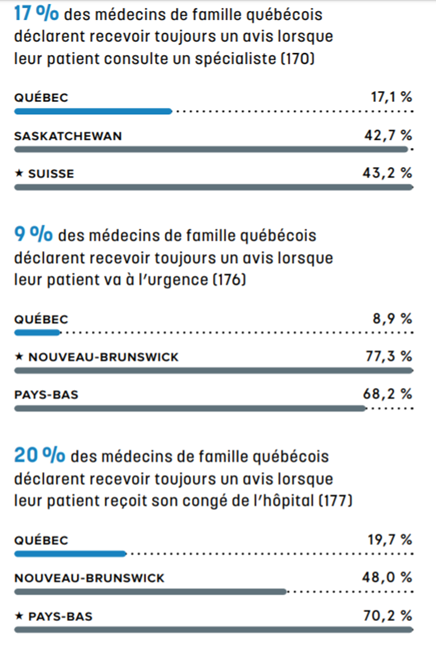 17 % des médecins de famille québécois
déclarent recevoir toujours un avis lorsque
leur patient consulte un spécialiste (170)
QUÉBEC 17,1 %
SASKATCHEWAN 42,7 %
★ SUISSE 43,2 %
9 % des médecins de famille québécois
déclarent recevoir toujours un avis lorsque
leur patient va à l’urgence (176)
QUÉBEC 8,9 %
★ NOUVEAU-BRUNSWICK 77,3 %
PAYS-BAS 68,2 %
20 % des médecins de famille québécois
déclarent recevoir toujours un avis lorsque
leur patient reçoit son congé de l’hôpital (177)
QUÉBEC 19,7 %
NOUVEAU-BRUNSWICK 48,0 %
★ PAYS-BAS 70,2 %